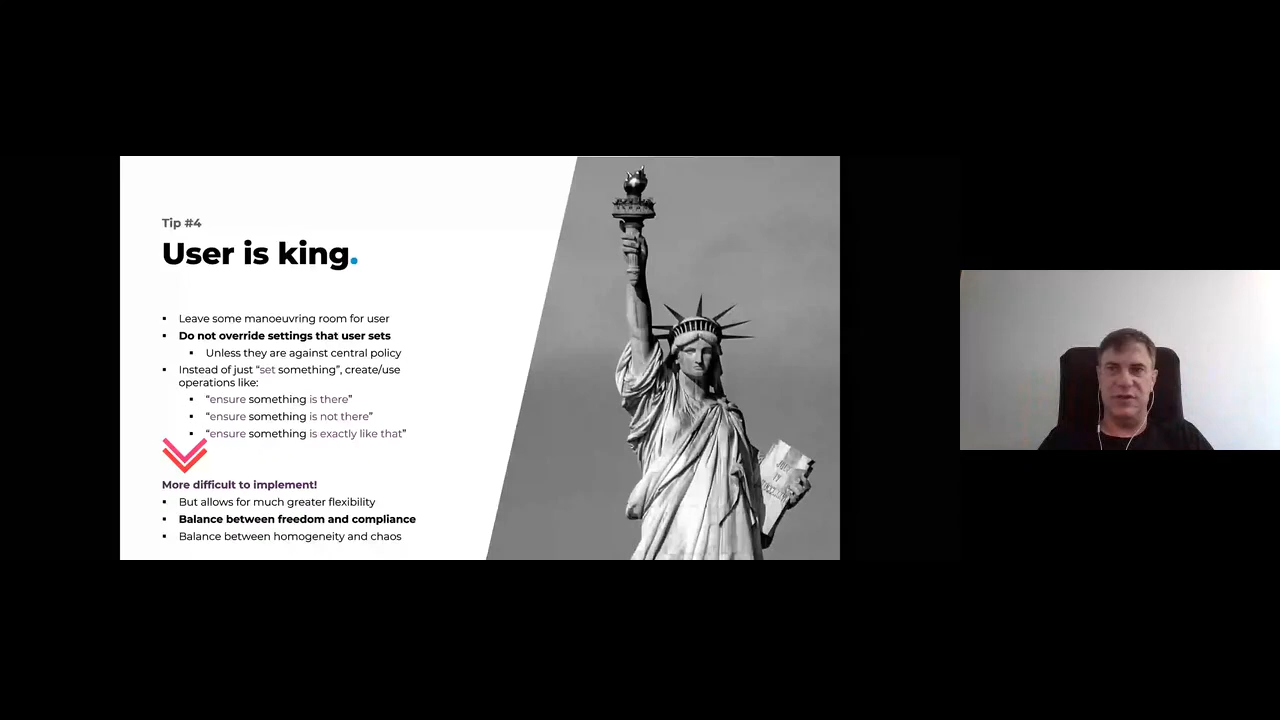 Tip #4
User is king.
▪ Leave some manoeuvring room for user
▪ Do not override settings that user sets
▪ Unless they are against central policy
▪ Instead of just “set something”, create/use
operations like:
▪ “ensure something is there”
▪ “ensure something is not there”
▪ “ensure something is exactly like that”
More difficult to implement!
▪ But allows for much greater flexibility
▪ Balance between freedom and compliance
▪ Balance between homogeneity and chaos